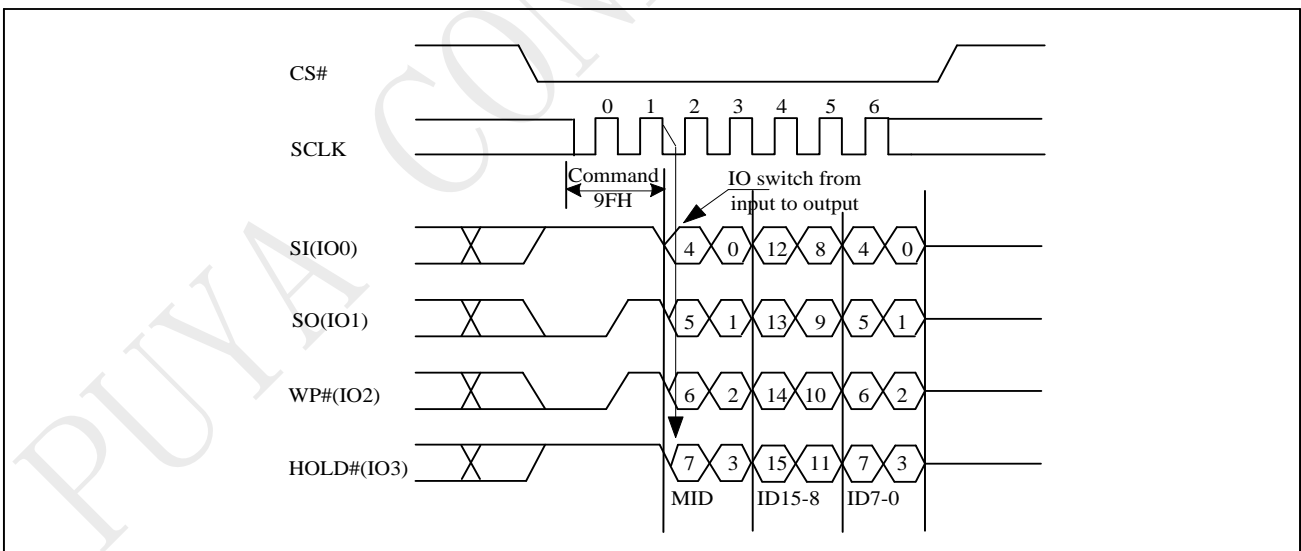 PUYA CON
CS#
0 1 2 3 4 5 6
SCLK
Command
9FH
IO switch from
input to output
SI(IO0)
4 0 12 8 4 0
SO(IO1)
5 1 13 9 5 1
WP#(IO2)
6 2 14 10 6 2
HOLD#(IO3)
7 3 15 11 7 3
MID ID15-8 ID7-0